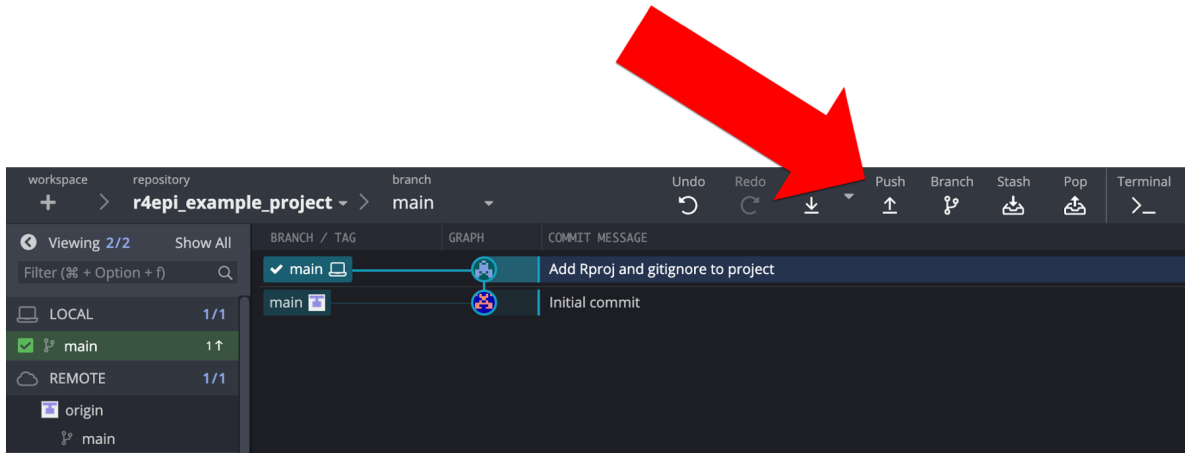 workspace repository branch Undo Redo Push Branch Stash Pop Terminal
r4epi_example_project main
Viewing 2/2 Show All BRANCH / TAG GRAPH COMMIT MESSAGE
Filter (⌘ + Option + f) main Add Rproj and gitignore to project
main Initial commit
LOCAL 1/1
main 1↑
REMOTE 1/1
origin
main